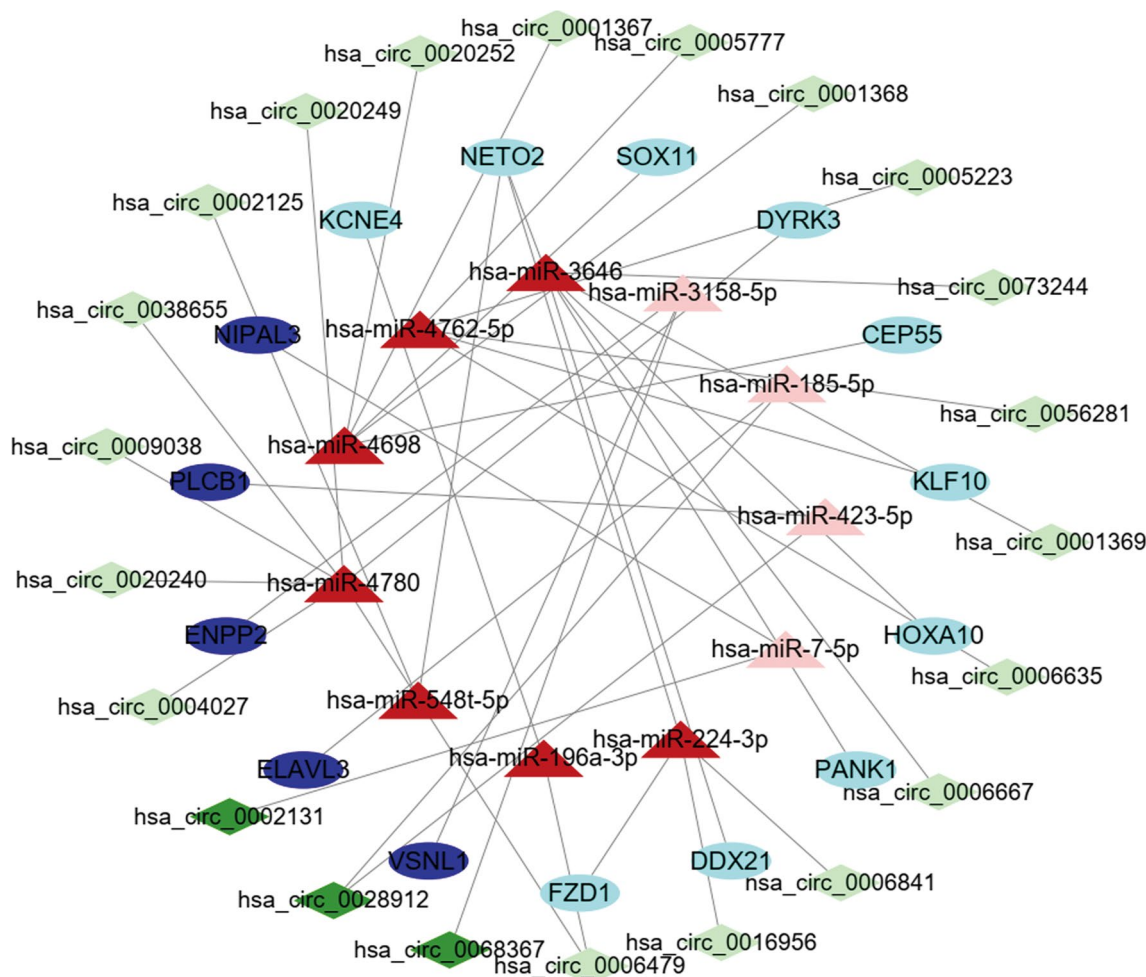 hsa_circ_0001367
hsa_circ_0005777
hsa_circ_0020252
hsa_circ_0001368
hsa_circ_0020249
NETO2
SOX11
hsa_circ_0005223
hsa_circ_0002125
KCNE4
DYRK3
hsa-miR-3646
hsa_circ_0073244
hsa-miR-3158-5p
hsa_circ_0038655
NIPAL3
hsa-miR-4762-5p
CEP55
hsa-miR-185-5p
hsa_circ_0056281
hsa_circ_0009038
hsa-miR-4698
PLCB1
KLF10
hsa-miR-423-5p
hsa_circ_0001369
hsa_circ_0020240
hsa-miR-4780
ENPP2
HOXA10
hsa-miR-7-5p
hsa_circ_0006635
hsa_circ_0004027
hsa-miR-548t-5p
hsa-miR-224-3p
hsa-miR-196a-3p
ELAVL3
PANK1
hsa_circ_0006667
hsa_circ_0002131
VSNL1
DDX21
hsa_circ_0006841
FZD1
hsa_circ_0028912
hsa_circ_0016956
hsa_circ_0068367
hsa_circ_0006479